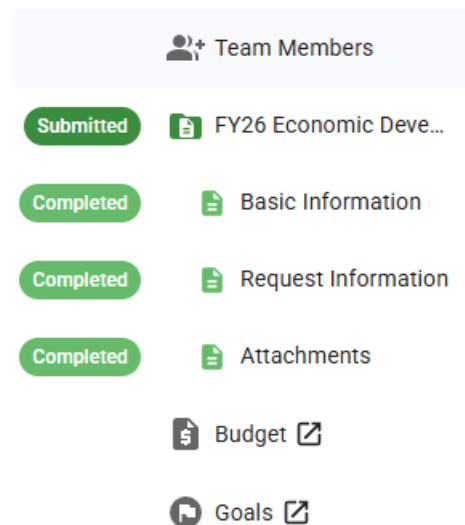 Team Members
Submitted FY26 Economic Deve...
Completed Basic Information
Completed Request Information
Completed Attachments
Budget
Goals